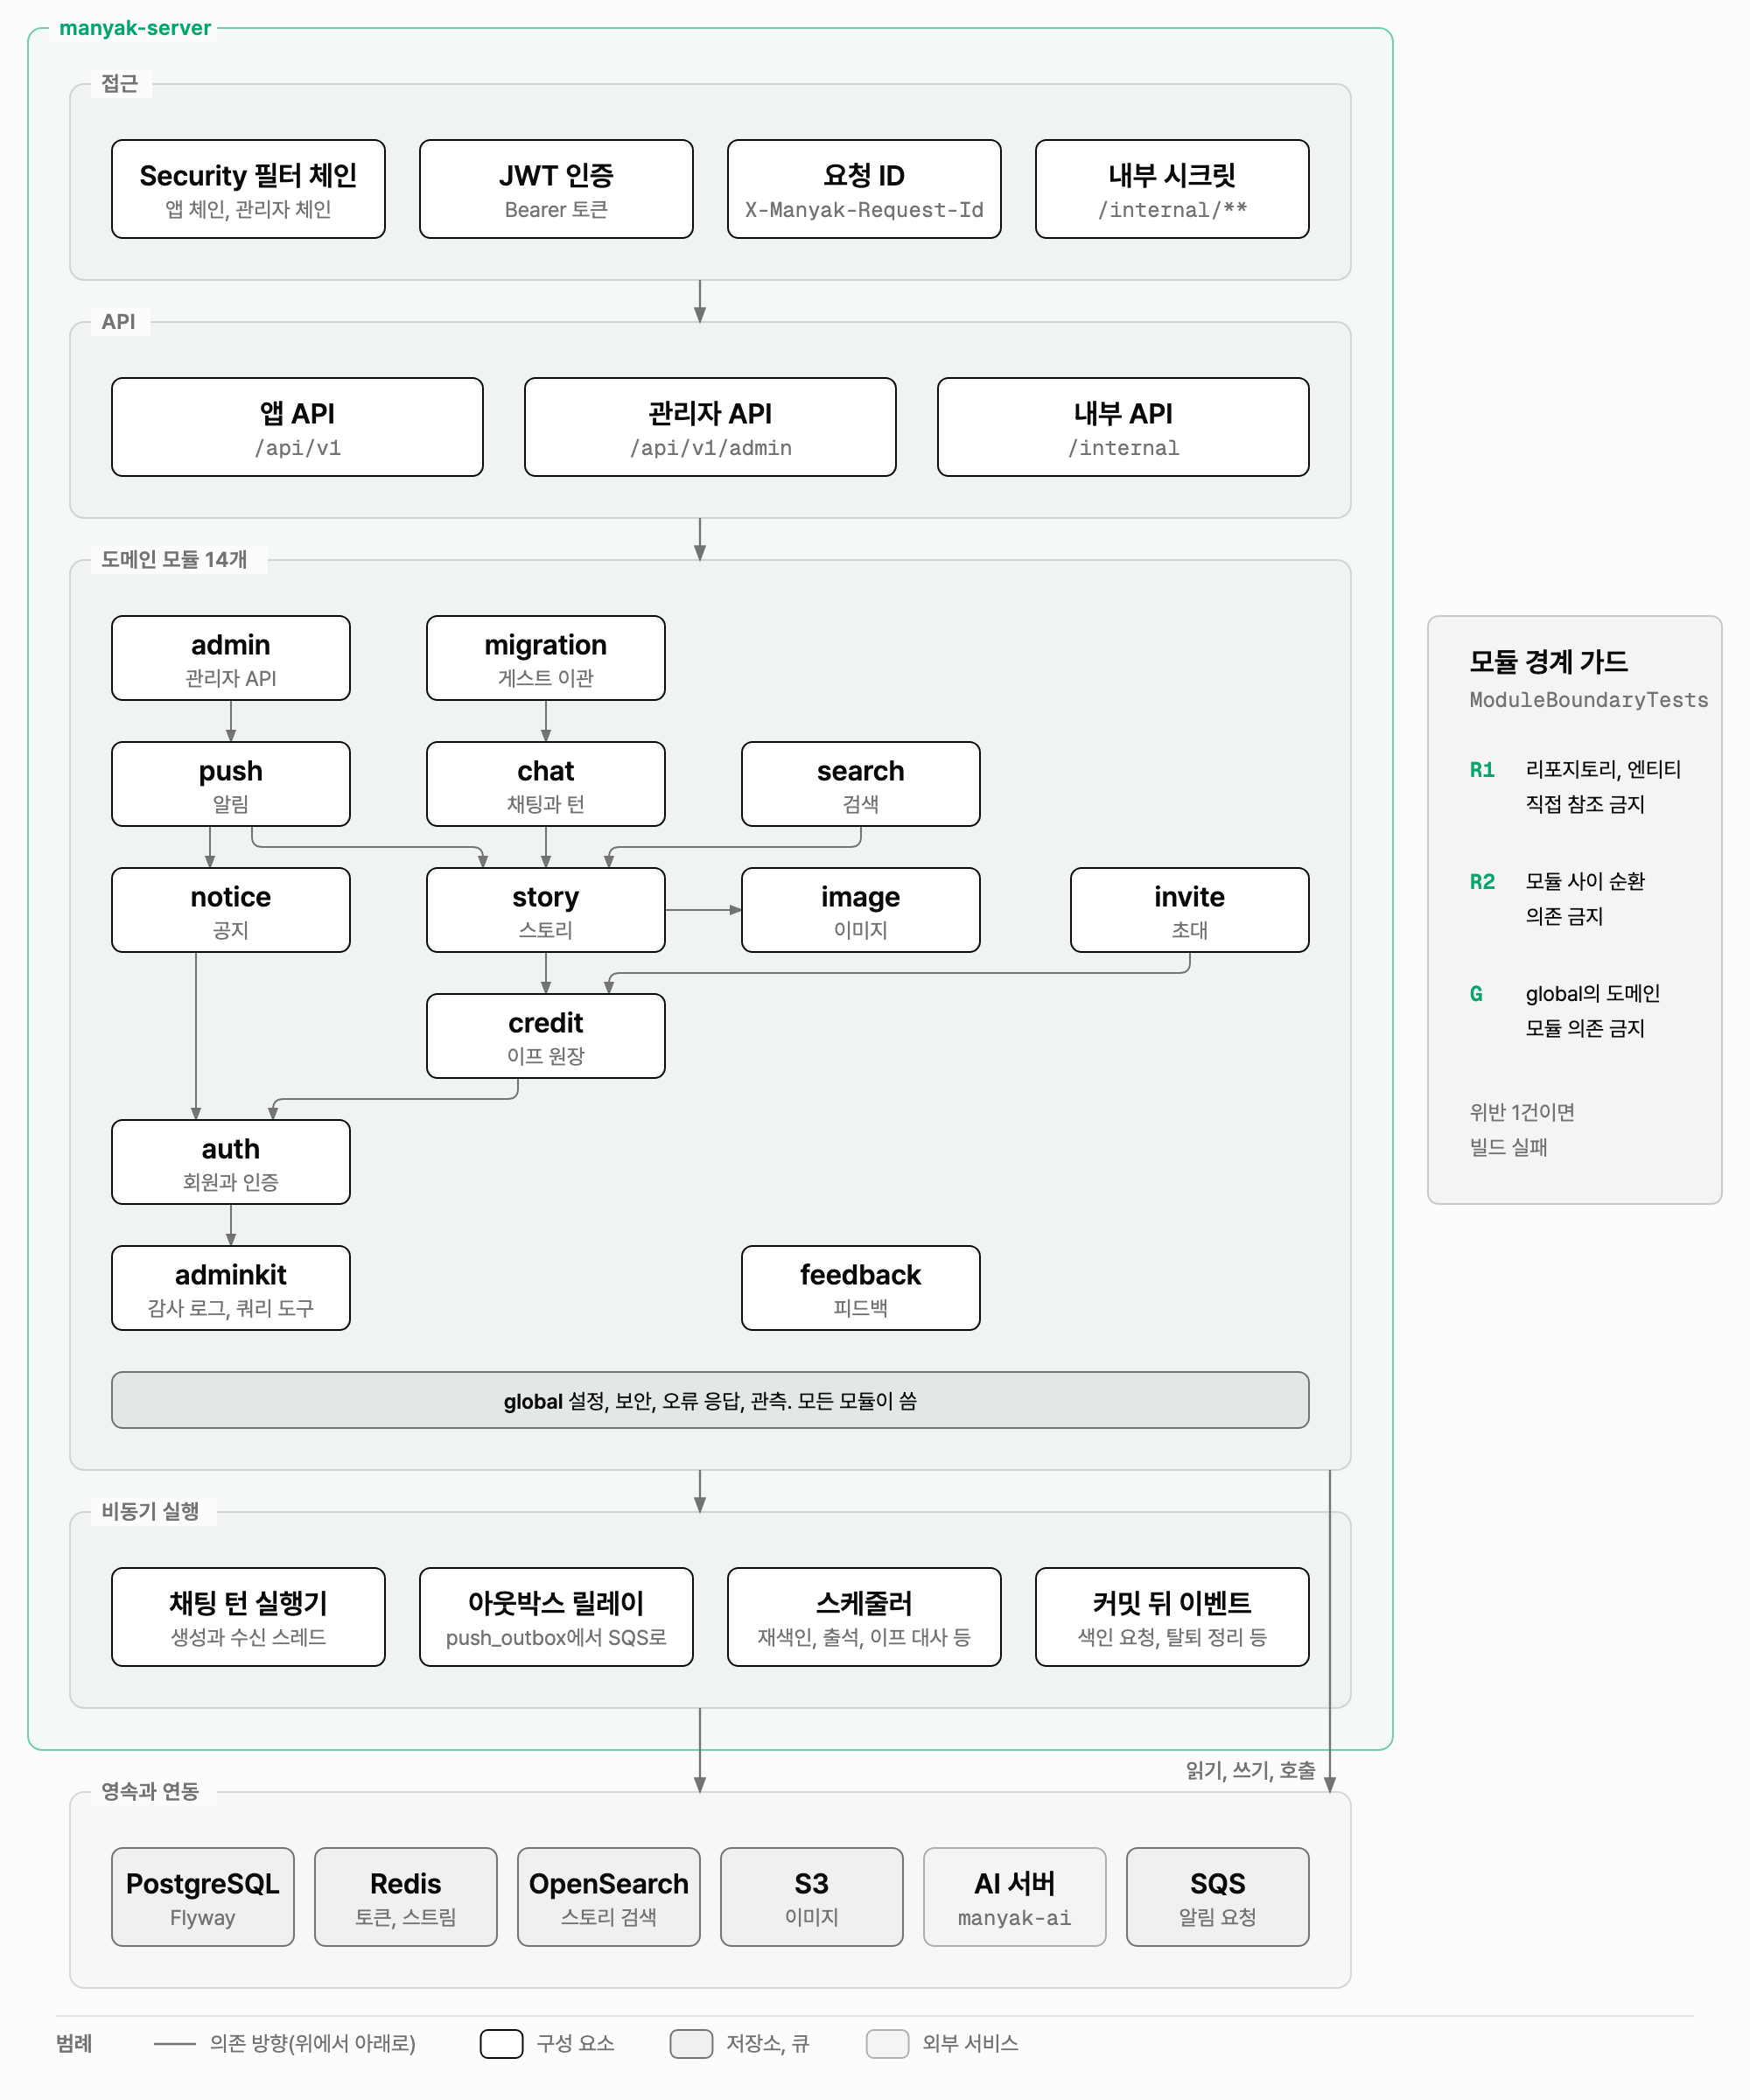 manyak-server
접근
Security 필터 체인
앱 체인, 관리자 체인
JWT 인증
Bearer 토큰
요청 ID
X-Manyak-Request-Id
내부 시크릿
/internal/**
API
앱 API
/api/v1
관리자 API
/api/v1/admin
내부 API
/internal
도메인 모듈 14개
admin
관리자 API
migration
게스트 이관
push
알림
chat
채팅과 턴
search
검색
notice
공지
story
스토리
image
이미지
invite
초대
credit
이프 원장
auth
회원과 인증
adminkit
감사 로그, 쿼리 도구
feedback
피드백
global 설정, 보안, 오류 응답, 관측. 모든 모듈이 씀
모듈 경계 가드
ModuleBoundaryTests
R1 리포지토리, 엔티티
직접 참조 금지
R2 모듈 사이 순환
의존 금지
G global의 도메인
모듈 의존 금지
위반 1건이면
빌드 실패
비동기 실행
채팅 턴 실행기
생성과 수신 스레드
아웃박스 릴레이
push_outbox에서 SQS로
스케줄러
재색인, 출석, 이프 대사 등
커밋 뒤 이벤트
색인 요청, 탈퇴 정리 등
읽기, 쓰기, 호출
영속과 연동
PostgreSQL
Flyway
Redis
토큰, 스트림
OpenSearch
스토리 검색
S3
이미지
AI 서버
manyak-ai
SQS
알림 요청
범례 의존 방향(위에서 아래로) 구성 요소 저장소, 큐 외부 서비스